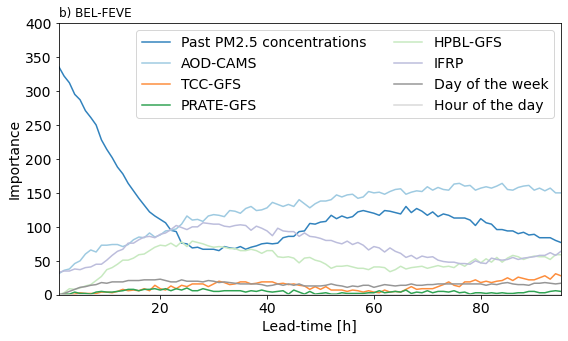 b) BEL-FEVE
400
350
300
250
200
150
100
50
0
Importance
Past PM2.5 concentrations
AOD-CAMS
TCC-GFS
PRATE-GFS
HPBL-GFS
IFRP
Day of the week
Hour of the day
20
40
60
80
Lead-time [h]